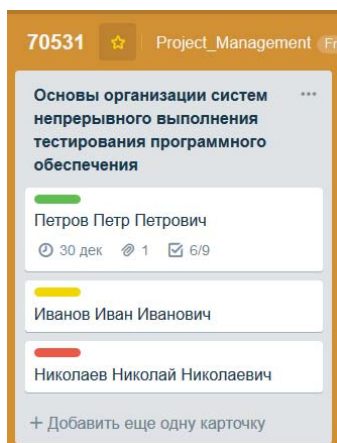 70531 Project_Management Fr
Основы организации систем
непрерывного выполнения
тестирования программного
обеспечения
Петров Петр Петрович
30 дек 1 6/9
Иванов Иван Иванович
Николаев Николай Николаевич
+ Добавить еще одну карточку